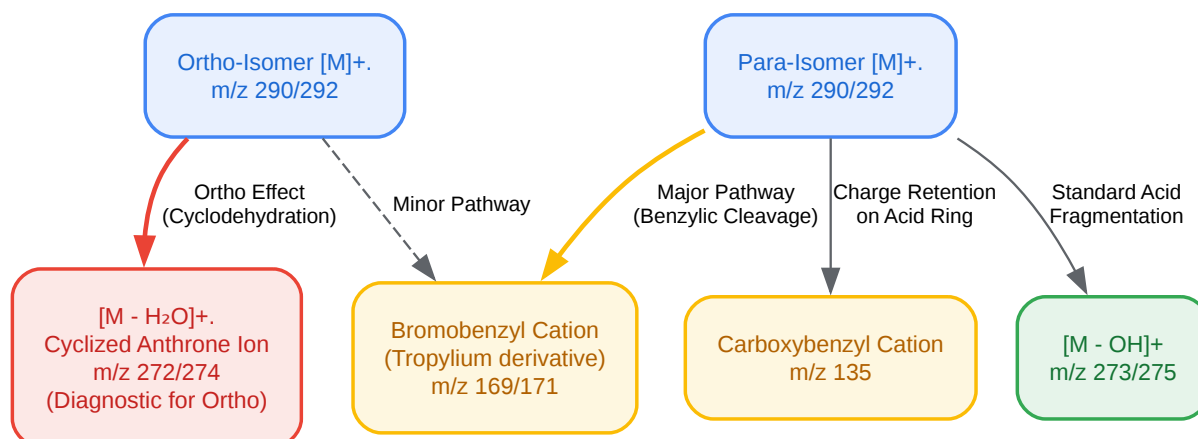 Ortho-Isomer [M]+.
m/z 290/292
Para-Isomer [M]+.
m/z 290/292
Ortho Effect
(Cyclodehydration)
Minor Pathway
Major Pathway
(Benzylic Cleavage)
Charge Retention
on Acid Ring
Standard Acid
Fragmentation
[M - H₂O]+.
Cyclized Anthrone Ion
m/z 272/274
(Diagnostic for Ortho)
Bromobenzyl Cation
(Tropylium derivative)
m/z 169/171
Carboxybenzyl Cation
m/z 135
[M - OH]+
m/z 273/275